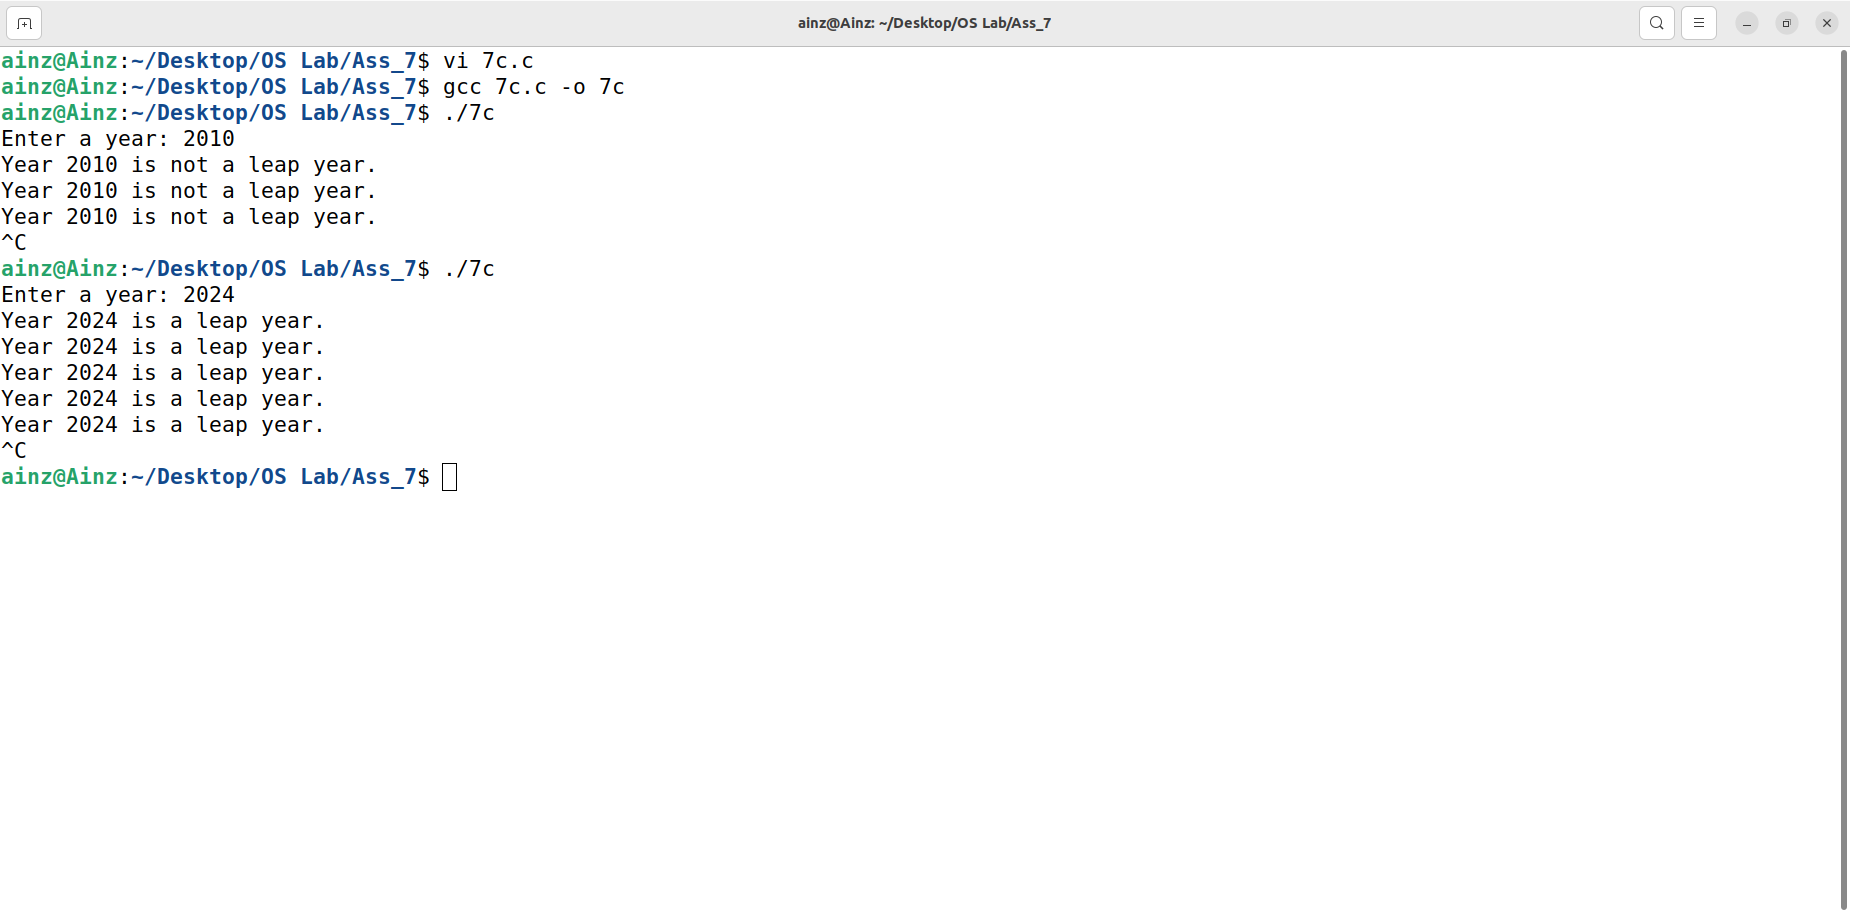 ainz@Ainz: ~/Desktop/OS Lab/Ass_7
ainz@Ainz:~/Desktop/OS Lab/Ass_7$ vi 7c.c
ainz@Ainz:~/Desktop/OS Lab/Ass_7$ gcc 7c.c -o 7c
ainz@Ainz:~/Desktop/OS Lab/Ass_7$ ./7c
Enter a year: 2010
Year 2010 is not a leap year.
Year 2010 is not a leap year.
Year 2010 is not a leap year.
^C
ainz@Ainz:~/Desktop/OS Lab/Ass_7$ ./7c
Enter a year: 2024
Year 2024 is a leap year.
Year 2024 is a leap year.
Year 2024 is a leap year.
Year 2024 is a leap year.
Year 2024 is a leap year.
^C
ainz@Ainz:~/Desktop/OS Lab/Ass_7$